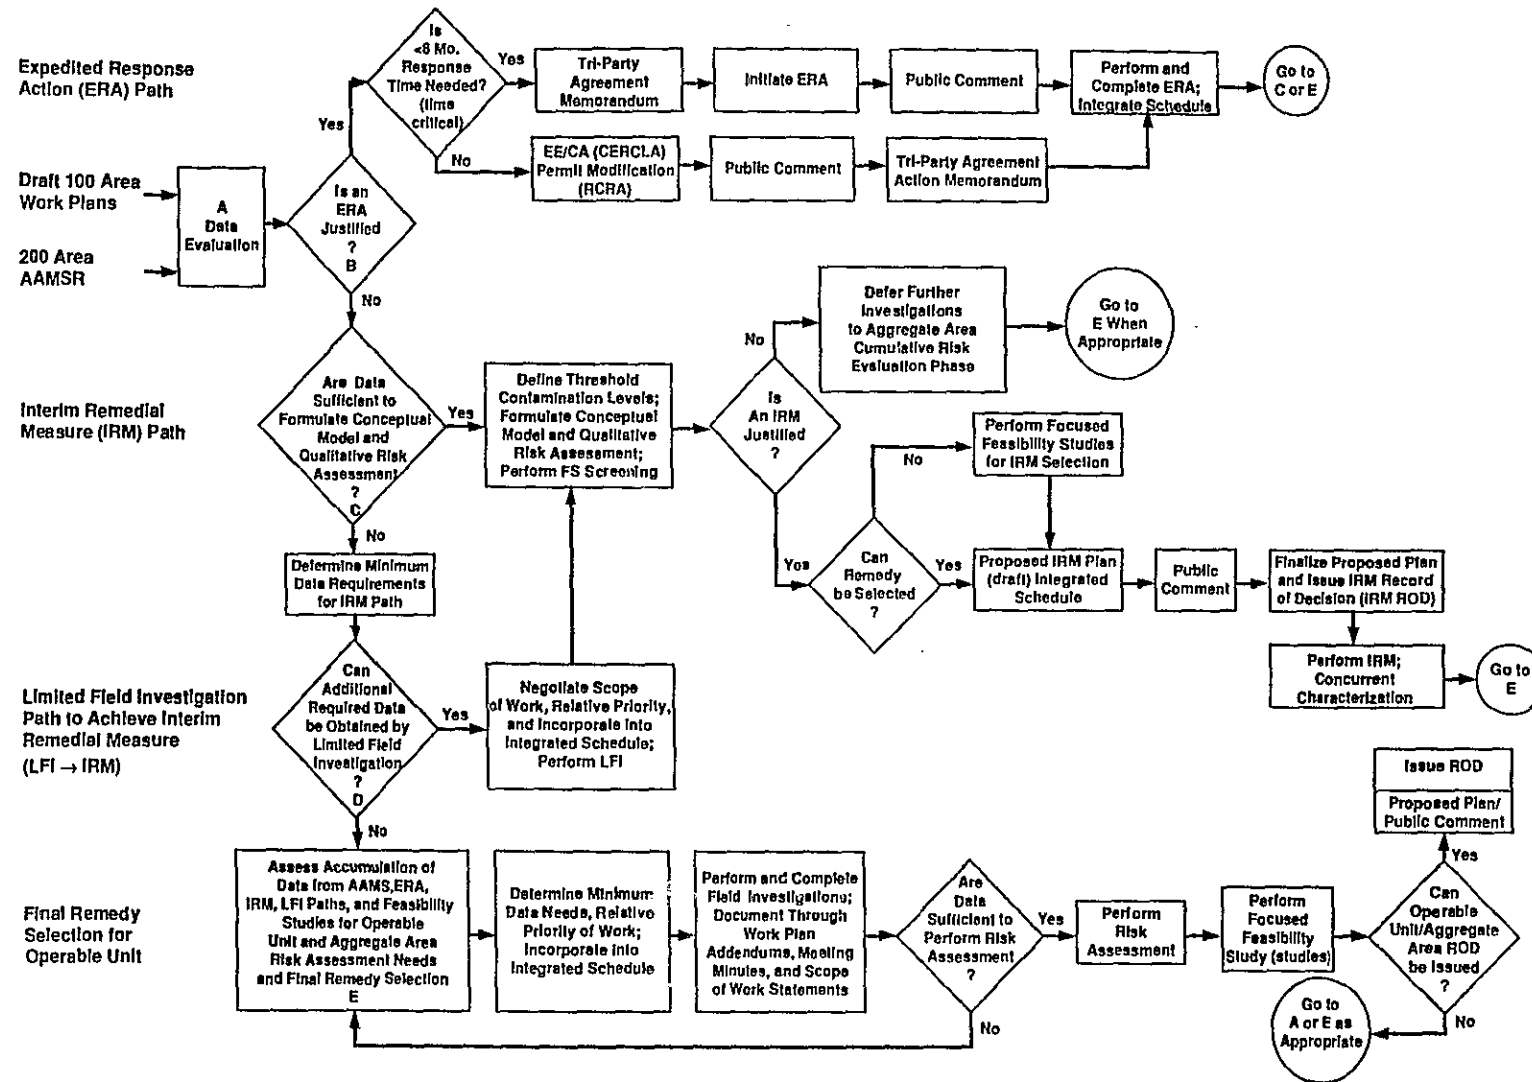 Expedited Response
Action (ERA) Path
Is
<8 Mo.
Response
Time Needed?
(time
critical)
Yes
Tri-Party
Agreement
Memorandum
Initiate ERA
Public Comment
Perform and
Complete ERA;
Integrate Schedule
Go to
C or E
Yes
No
EE/CA (CERCLA)
Permit Modification
(RCRA)
Public Comment
Tri-Party Agreement
Action Memorandum
Draft 100 Area
Work Plans
200 Area
AAMSR
A
Data
Evaluation
Is an
ERA
Justified
?
B
No
Interim Remedial
Measure (IRM) Path
Are Data
Sufficient to
Formulate Conceptual
Model and
Qualitative Risk
Assessment
?
C
Yes
Define Threshold
Contamination Levels;
Formulate Conceptual
Model and Qualitative
Risk Assessment;
Perform FS Screening
Is
An IRM
Justified
?
No
Defer Further
Investigations
to Aggregate Area
Cumulative Risk
Evaluation Phase
Go to
E When
Appropriate
Yes
Can
Remedy
be Selected
?
No
Perform Focused
Feasibility Studies
for IRM Selection
Yes
Proposed IRM Plan
(draft) Integrated
Schedule
Public
Comment
Finalize Proposed Plan
and Issue IRM Record
of Decision (IRM ROD)
Perform IRM;
Concurrent
Characterization
Go to
E
No
Determine Minimum
Data Requirements
for IRM Path
Limited Field Investigation
Path to Achieve Interim
Remedial Measure
(LFI → IRM)
Can
Additional
Required Data
be Obtained by
Limited Field
Investigation
?
D
Yes
Negotiate Scope
of Work, Relative Priority,
and Incorporate into
Integrated Schedule;
Perform LFI
No
Final Remedy
Selection for
Operable Unit
Assess Accumulation of
Data from AAMS,ERA,
IRM, LFI Paths, and Feasibility
Studies for Operable
Unit and Aggregate Area
Risk Assessment Needs
and Final Remedy Selection
E
Determine Minimum
Data Needs, Relative
Priority of Work;
Incorporate into
Integrated Schedule
Perform and Complete
Field Investigations;
Document Through
Work Plan
Addendums, Meeting
Minutes, and Scope
of Work Statements
Are
Data
Sufficient to
Perform Risk
Assessment
?
Yes
No
Perform
Risk
Assessment
Perform
Focused
Feasibility
Study (studies)
Can
Operable
Unit/Aggregate
Area ROD
be Issued
?
Yes
Issue ROD
Proposed Plan/
Public Comment
No
Go to
A or E as
Appropriate